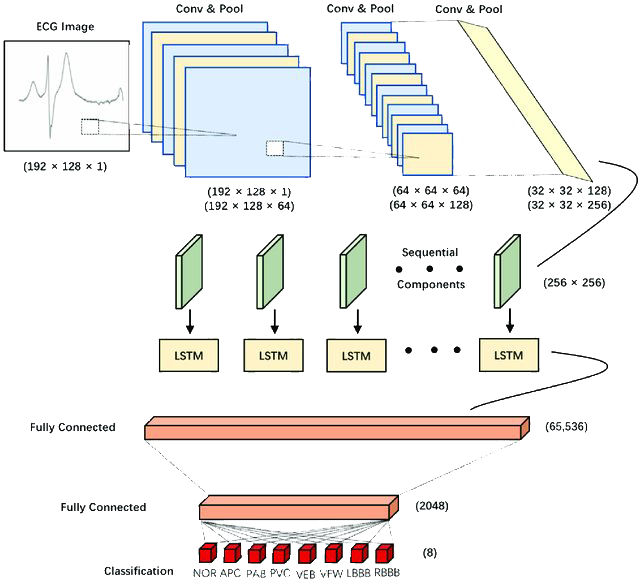 ECG Image
Conv & Pool
Conv & Pool
Conv & Pool
(192 × 128 × 1)
(192 × 128 × 1)
(192 × 128 × 64)
(64 × 64 × 64)
(64 × 64 × 128)
(32 × 32 × 128)
(32 × 32 × 256)
Sequential
Components
(256 × 256)
LSTM
LSTM
LSTM
LSTM
Fully Connected
(65,536)
Fully Connected
(2048)
(8)
NOR APC PAB PVC VEB VFW LBBB RBBB
Classification